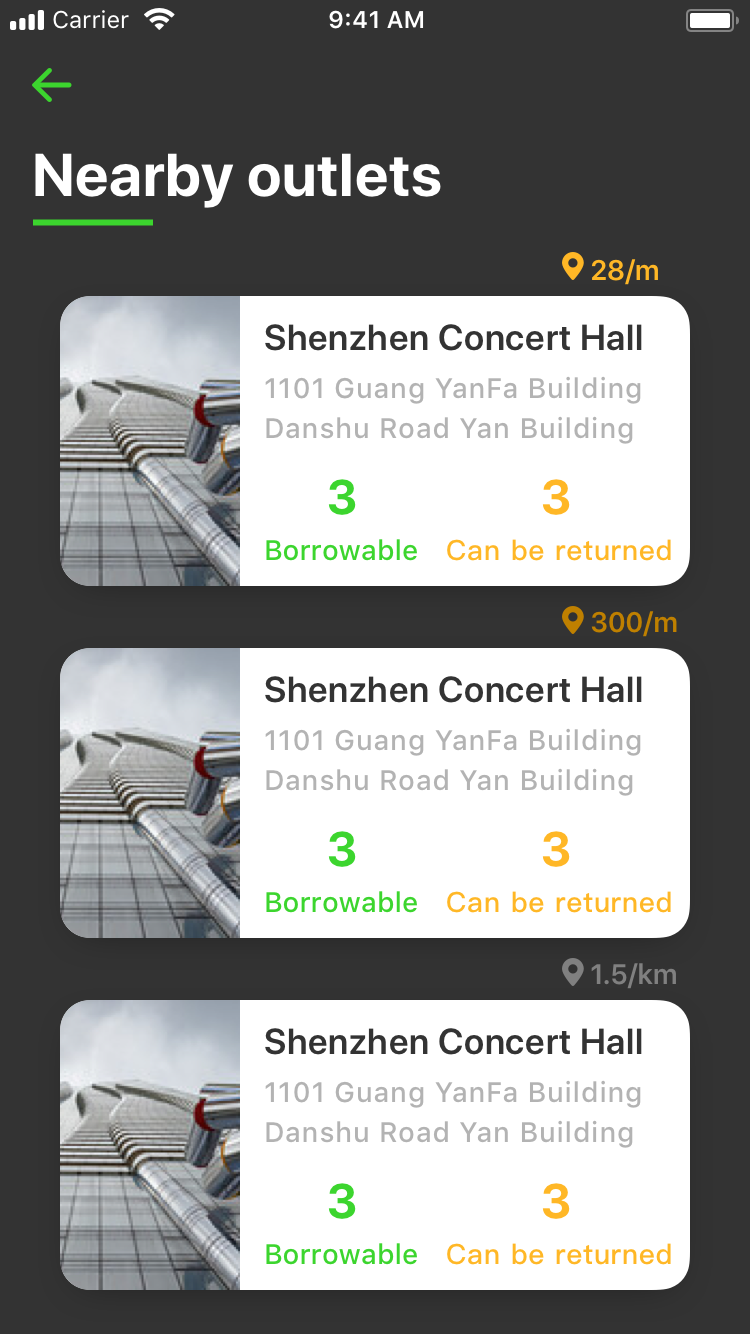 Carrier 9:41 AM
Nearby outlets
28/m
Shenzhen Concert Hall
1101 Guang YanFa Building
Danshu Road Yan Building
3 3
Borrowable Can be returned
300/m
Shenzhen Concert Hall
1101 Guang YanFa Building
Danshu Road Yan Building
3 3
Borrowable Can be returned
1.5/km
Shenzhen Concert Hall
1101 Guang YanFa Building
Danshu Road Yan Building
3 3
Borrowable Can be returned